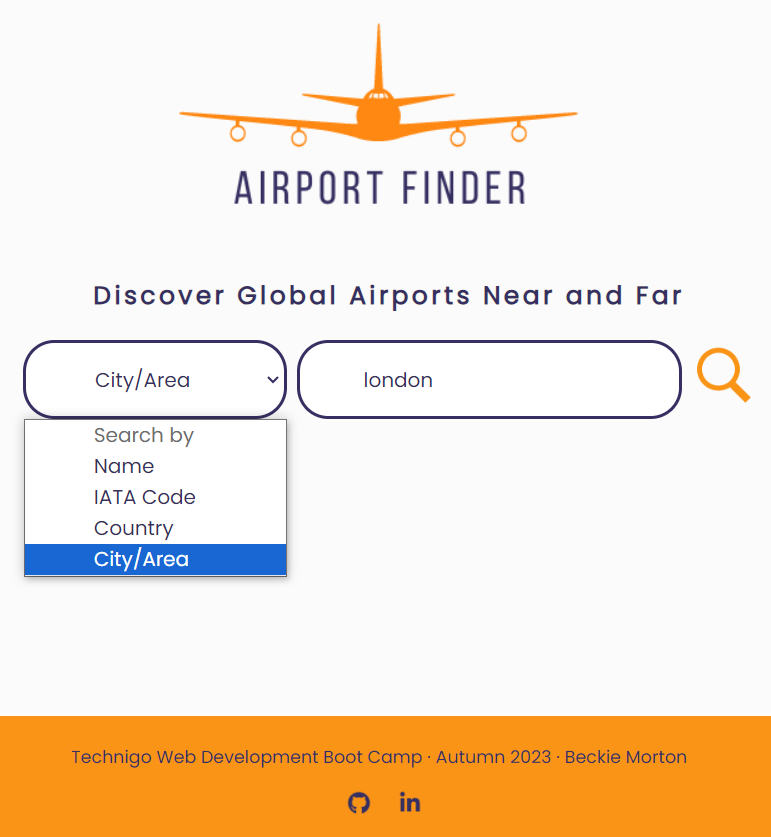 AIRPORT FINDER
Discover Global Airports Near and Far
City/Area
london
Search by
Name
IATA Code
Country
City/Area
Technigo Web Development Boot Camp · Autumn 2023 · Beckie Morton
in